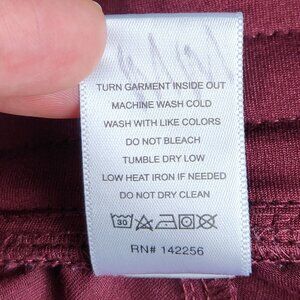 TURN GARMENT INSIDE OUT
MACHINE WASH COLD
WASH WITH LIKE COLORS
DO NOT BLEACH
TUMBLE DRY LOW
LOW HEAT IRON IF NEEDED
DO NOT DRY CLEAN
30
RN# 142256